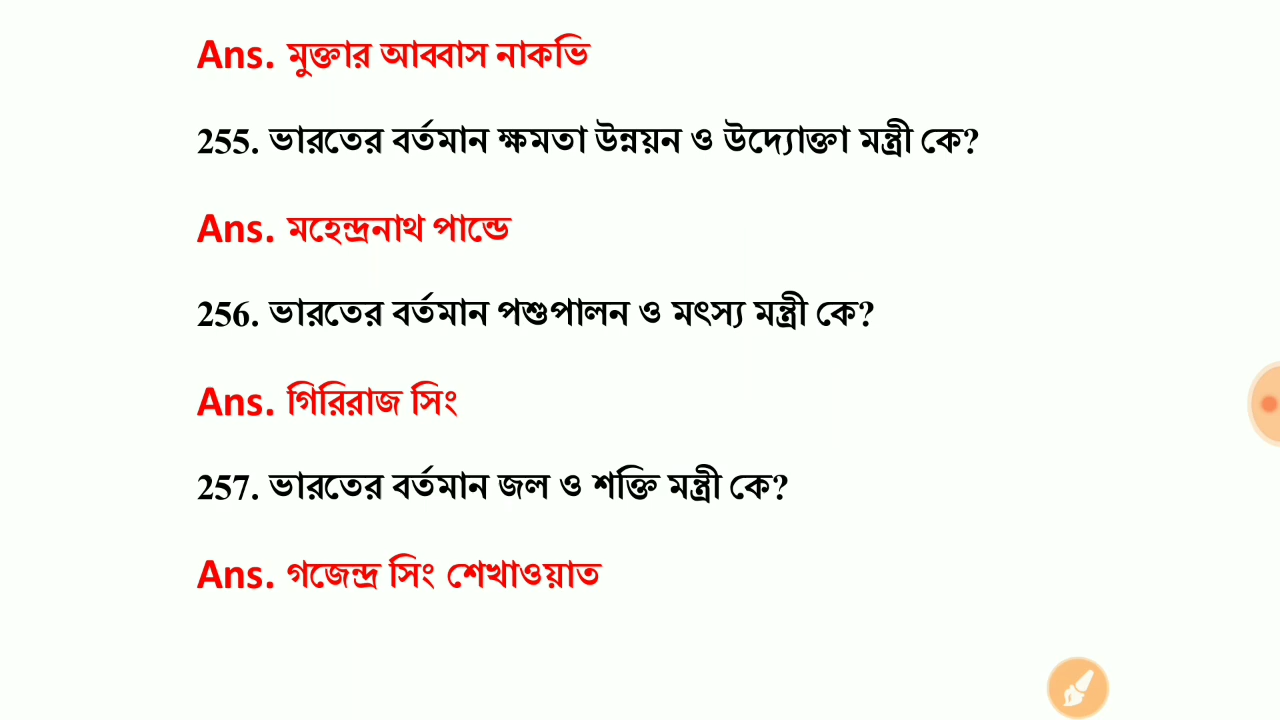 Ans. মুক্তার আববাস নাকভি
255. ভারতের বর্তমান ক্ষমতা উন্নয়ন ও উদ্যোক্তা মন্ত্রী কে?
Ans. মহেন্দ্রনাথ পান্ডে
256. ভারতের বর্তমান পশুপালন ও মৎস্য মন্ত্রী কে?
Ans. গিরিরাজ সিং
257. ভারতের বর্তমান জল ও শক্তি মন্ত্রী কে?
Ans. গজেন্দ্র সিং শেখাওয়াত